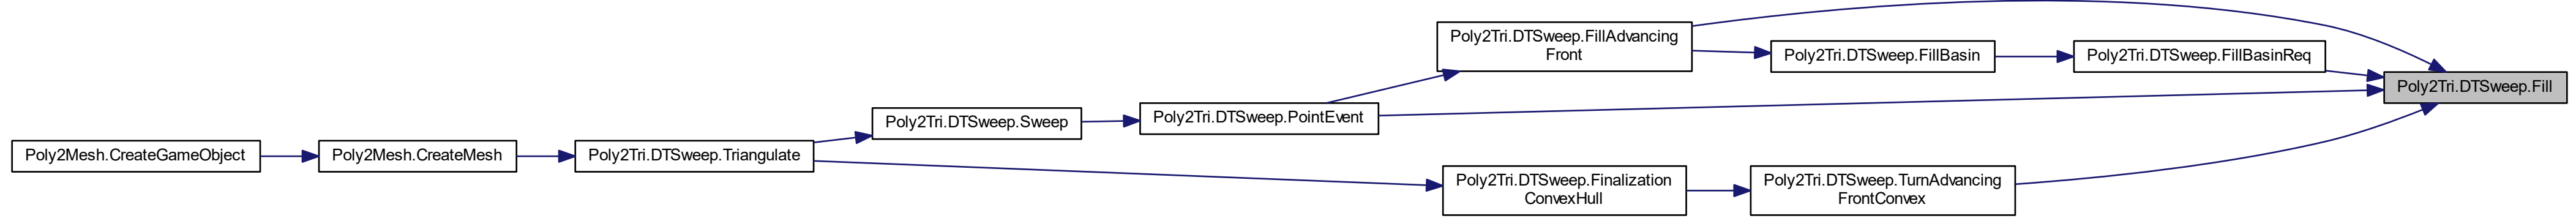 Poly2Mesh.CreateGameObject
Poly2Mesh.CreateMesh
Poly2Tri.DTSweep.Triangulate
Poly2Tri.DTSweep.Sweep
Poly2Tri.DTSweep.PointEvent
Poly2Tri.DTSweep.FillAdvancing
Front
Poly2Tri.DTSweep.FillBasin
Poly2Tri.DTSweep.FillBasinReq
Poly2Tri.DTSweep.Fill
Poly2Tri.DTSweep.Finalization
ConvexHull
Poly2Tri.DTSweep.TurnAdvancing
FrontConvex